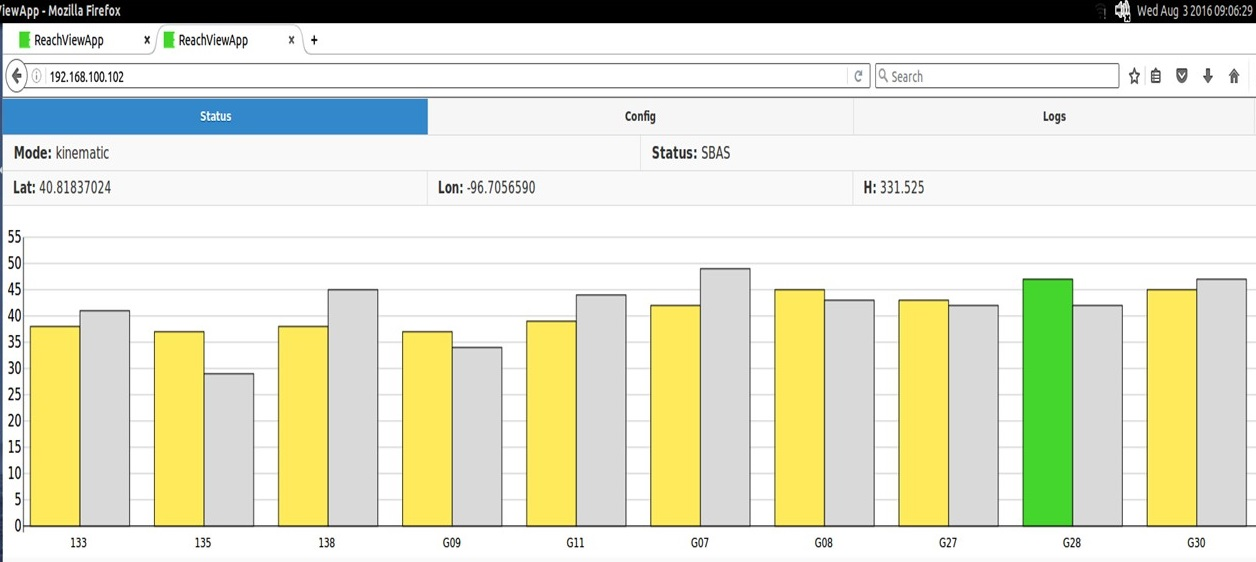 iewApp - Mozilla Firefox
Wed Aug 3 2016 09:06:29
ReachViewApp × ReachViewApp × +
192.168.100.102 Search
Status Config Logs
Mode: kinematic Status: SBAS
Lat: 40.81837024 Lon: -96.7056590 H: 331.525
55
50
45
40
35
30
25
20
15
10
5
0
133 135 138 G09 G11 G07 G08 G27 G28 G30